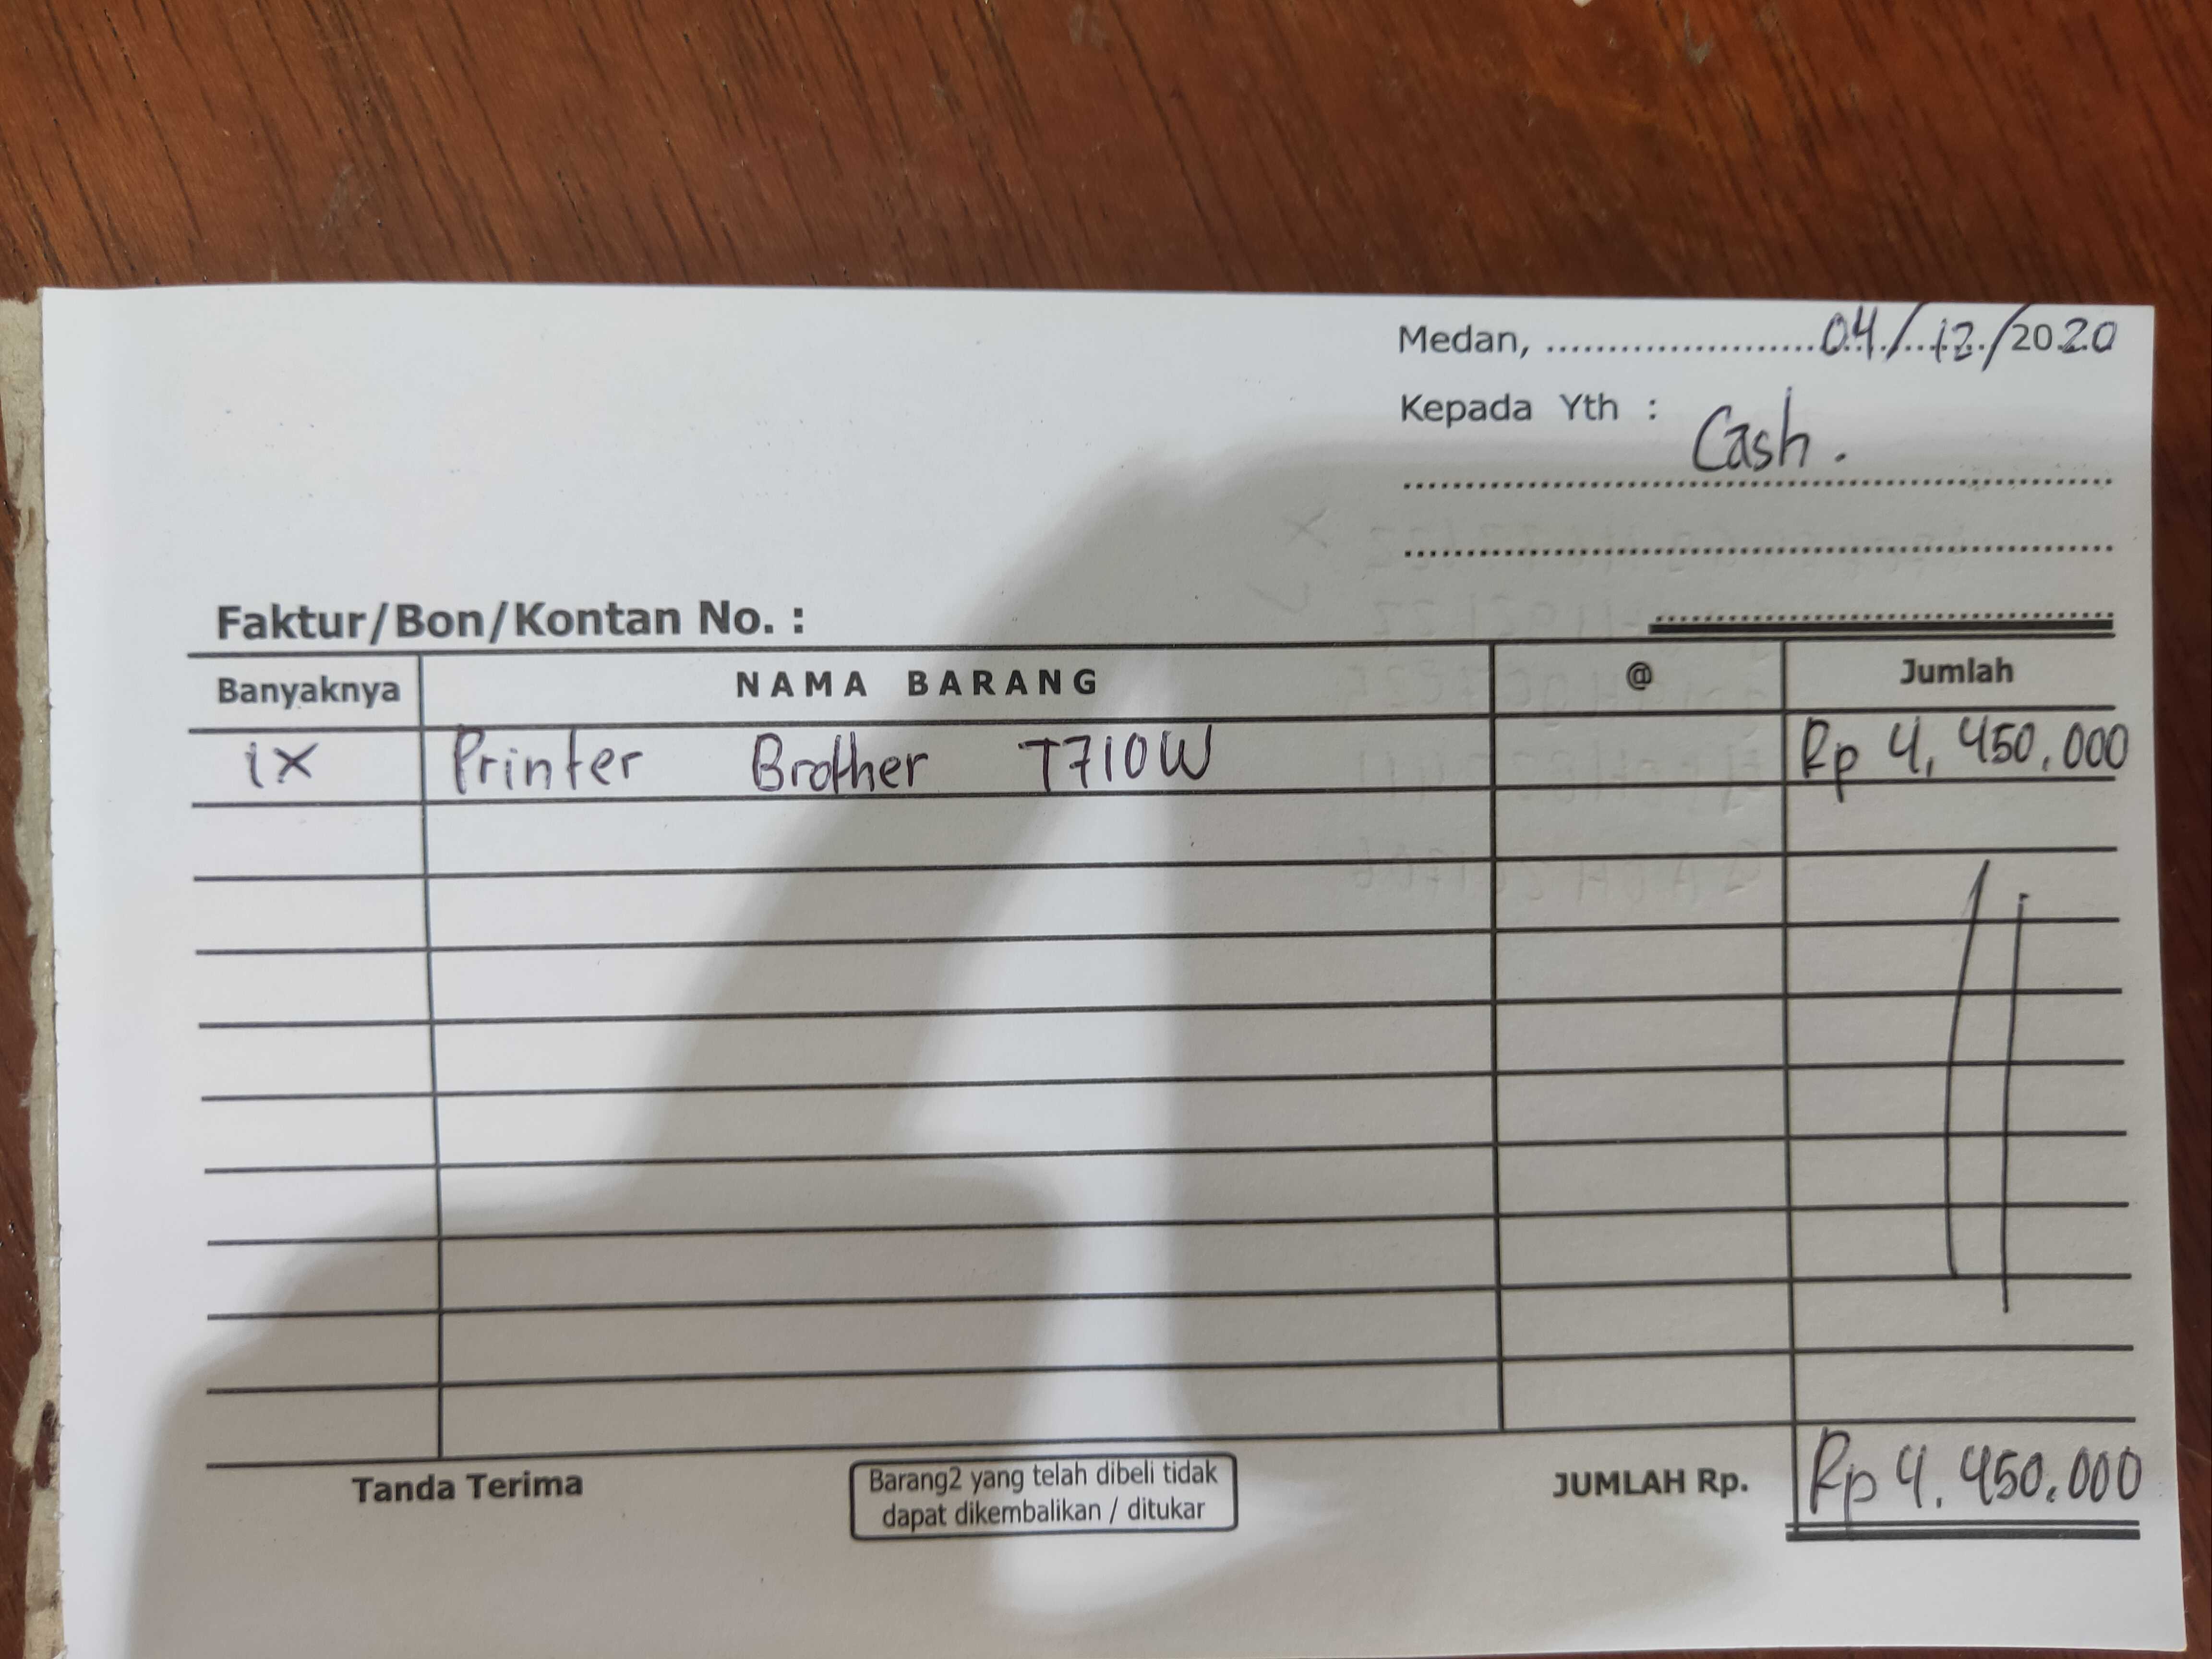 Medan, ........................04/.12./2020
Kepada Yth : Cash.
Faktur/Bon/Kontan No. :
Banyaknya NAMA BARANG @ Jumlah
1X Printer Brother T710W Rp 4,450.000
Tanda Terima
Barang2 yang telah dibeli tidak
dapat dikembalikan / ditukar
JUMLAH Rp. Rp 4.450.000